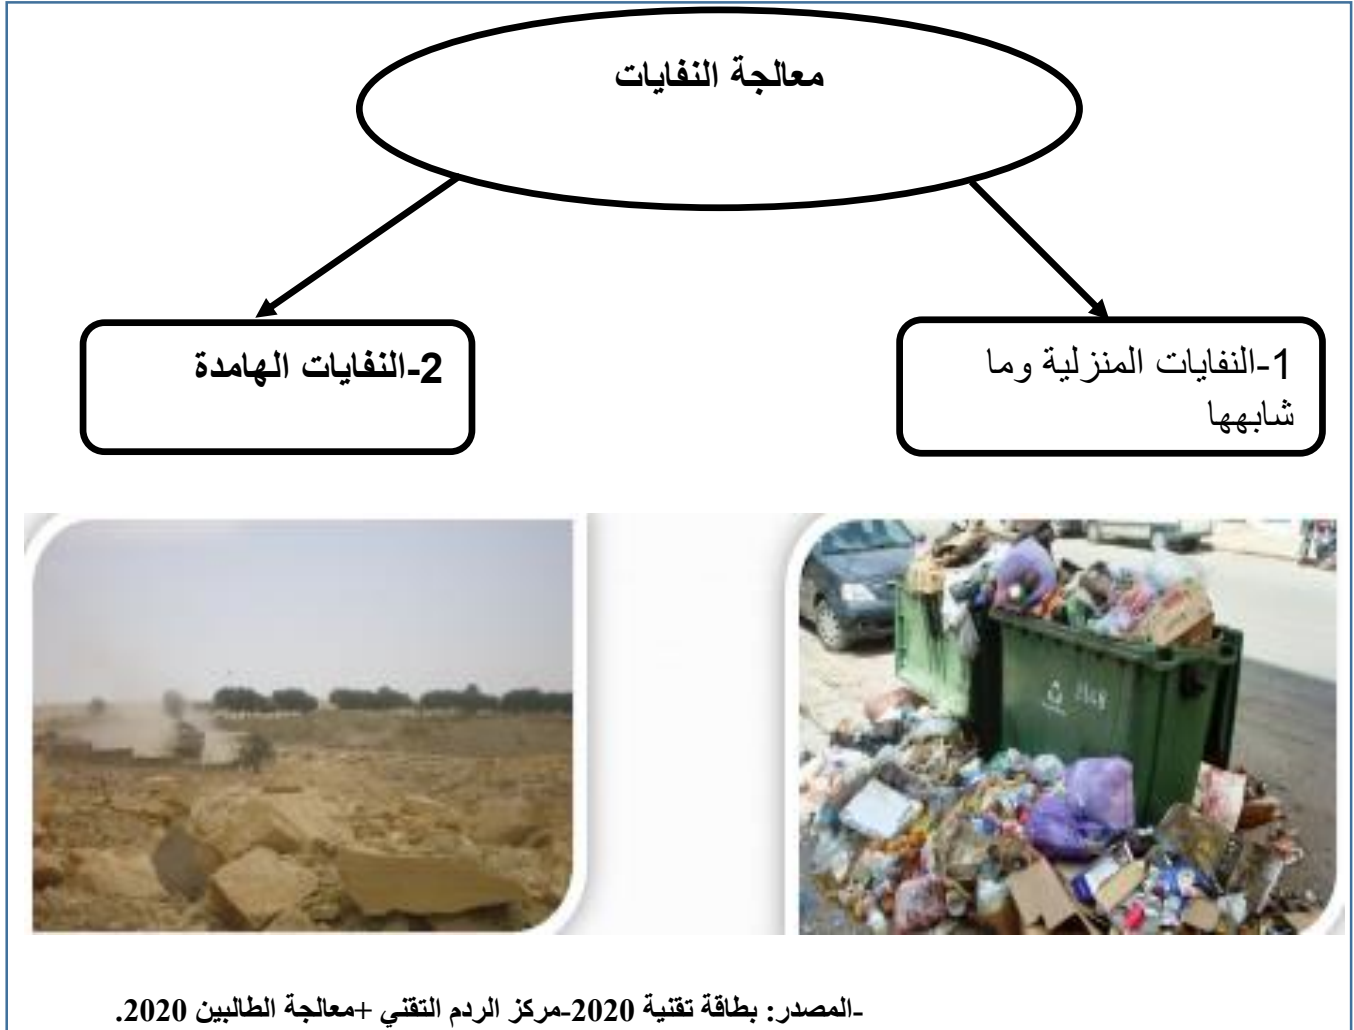 معالجة النفايات
1-النفايات المنزلية وما
شابهها
2-النفايات الهامدة
-المصدر: بطاقة تقنية 2020-مركز الردم التقني +معالجة الطالبين 2020.